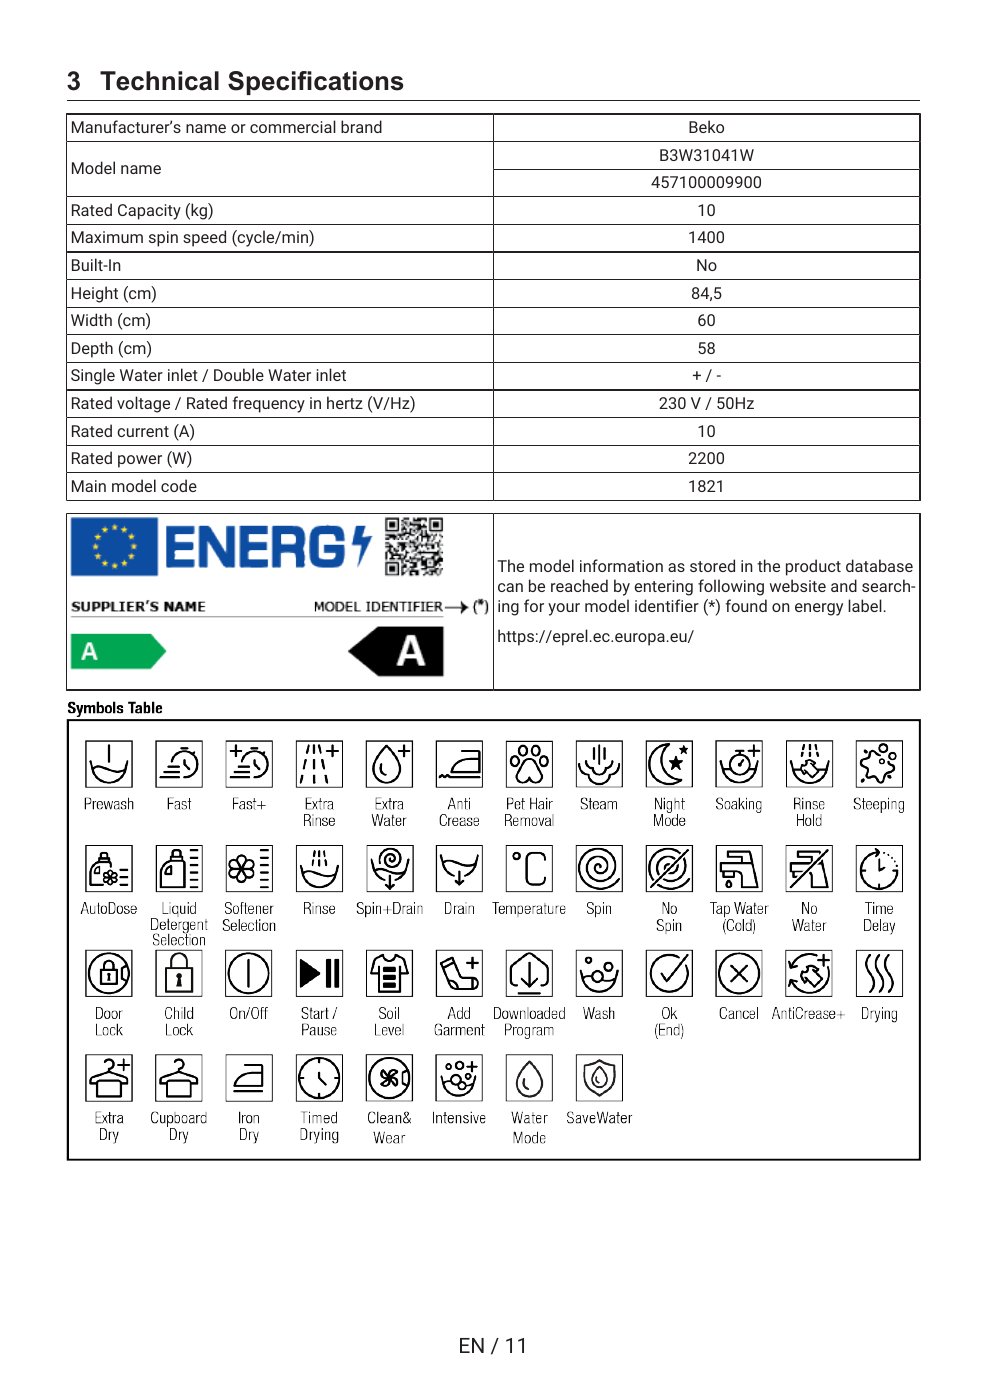 3 Technical Specifications
Manufacturer’s name or commercial brand Beko
Model name B3W31041W
457100009900
Rated Capacity (kg) 10
Maximum spin speed (cycle/min) 1400
Built-In No
Height (cm) 84,5
Width (cm) 60
Depth (cm) 58
Single Water inlet / Double Water inlet + / -
Rated voltage / Rated frequency in hertz (V/Hz) 230 V / 50Hz
Rated current (A) 10
Rated power (W) 2200
Main model code 1821
ENERG
SUPPLIER’S NAME MODEL IDENTIFIER (*)
A A
The model information as stored in the product database
can be reached by entering following website and search-
ing for your model identifier (*) found on energy label.
https://eprel.ec.europa.eu/
Symbols Table
Prewash Fast Fast+ Extra Extra Anti Pet Hair Steam Night Soaking Rinse Steeping
Rinse Water Crease Removal Mode Hold
°C
AutoDose Liquid Softener Rinse Spin+Drain Drain Temperature Spin No Tap Water No Time
Detergent Selection Spin (Cold) Water Delay
Selection
Door Child On/Off Start / Soil Add Downloaded Wash Ok Cancel AntiCrease+ Drying
Lock Lock Pause Level Garment Program (End)
Extra Cupboard Iron Timed Clean& Intensive Water SaveWater
Dry Dry Dry Drying Wear Mode
EN / 11